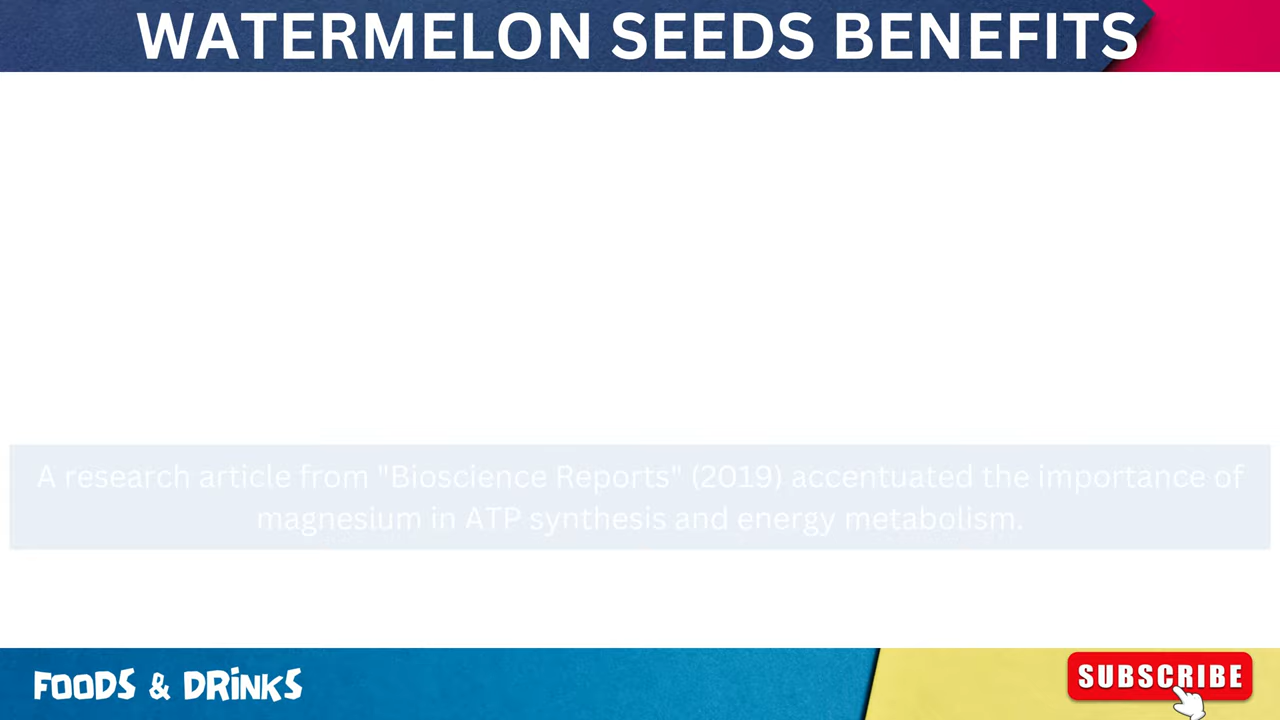 WATERMELON SEEDS BENEFITS
A research article from "Bioscience Reports" (2019) accentuated the importance of
magnesium in ATP synthesis and energy metabolism.
FOODS & DRiNKS
SUBSCRIBE